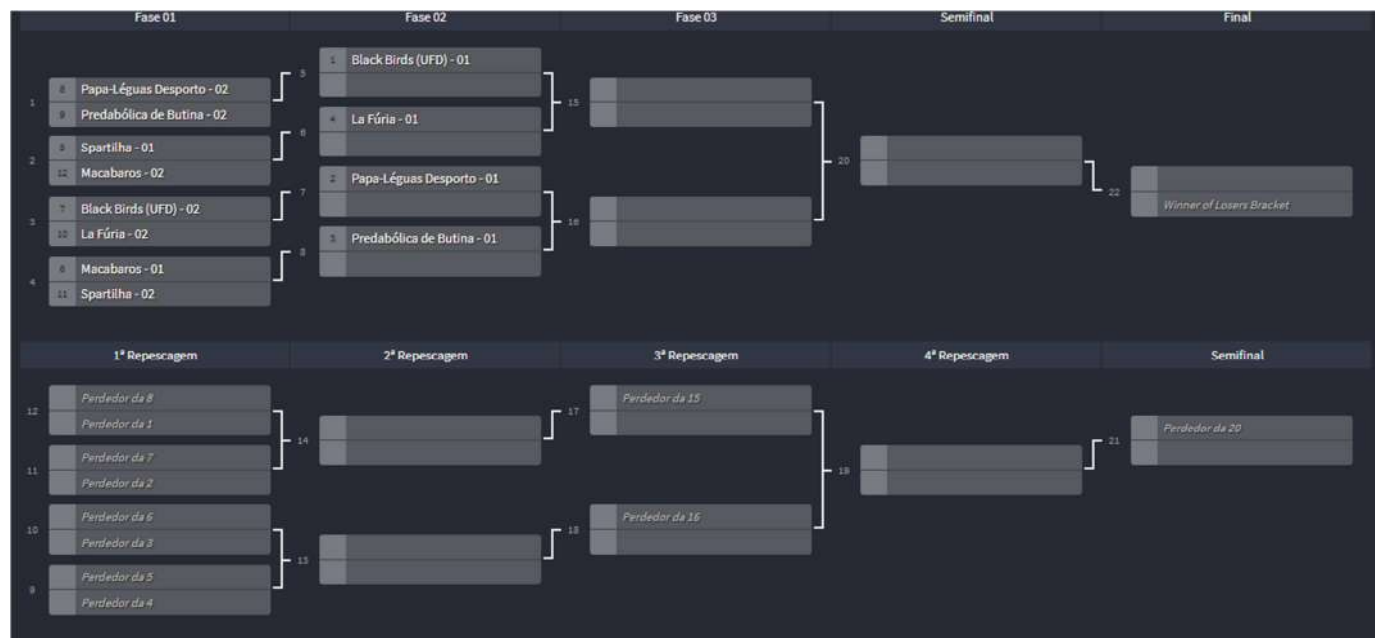 Fase 01 Fase 02 Fase 03 Semifinal Final
1 8 Papa-Léguas Desporto - 02
9 Predabólica de Butina - 02
2 5 Spartilha - 01
12 Macabaros - 02
3 7 Black Birds (UFD) - 02
10 La Fúria - 02
4 6 Macabaros - 01
11 Spartilha - 02
5 1 Black Birds (UFD) - 01
6 4 La Fúria - 01
7 2 Papa-Léguas Desporto - 01
8 3 Predabólica de Butina - 01
15
16
20
22
Winner of Losers Bracket
1ª Repescagem 2ª Repescagem 3ª Repescagem 4ª Repescagem Semifinal
12 Perdedor da 8
Perdedor da 1
11 Perdedor da 7
Perdedor da 2
10 Perdedor da 6
Perdedor da 3
9 Perdedor da 5
Perdedor da 4
14
13
17 Perdedor da 15
18 Perdedor da 16
19
21 Perdedor da 20